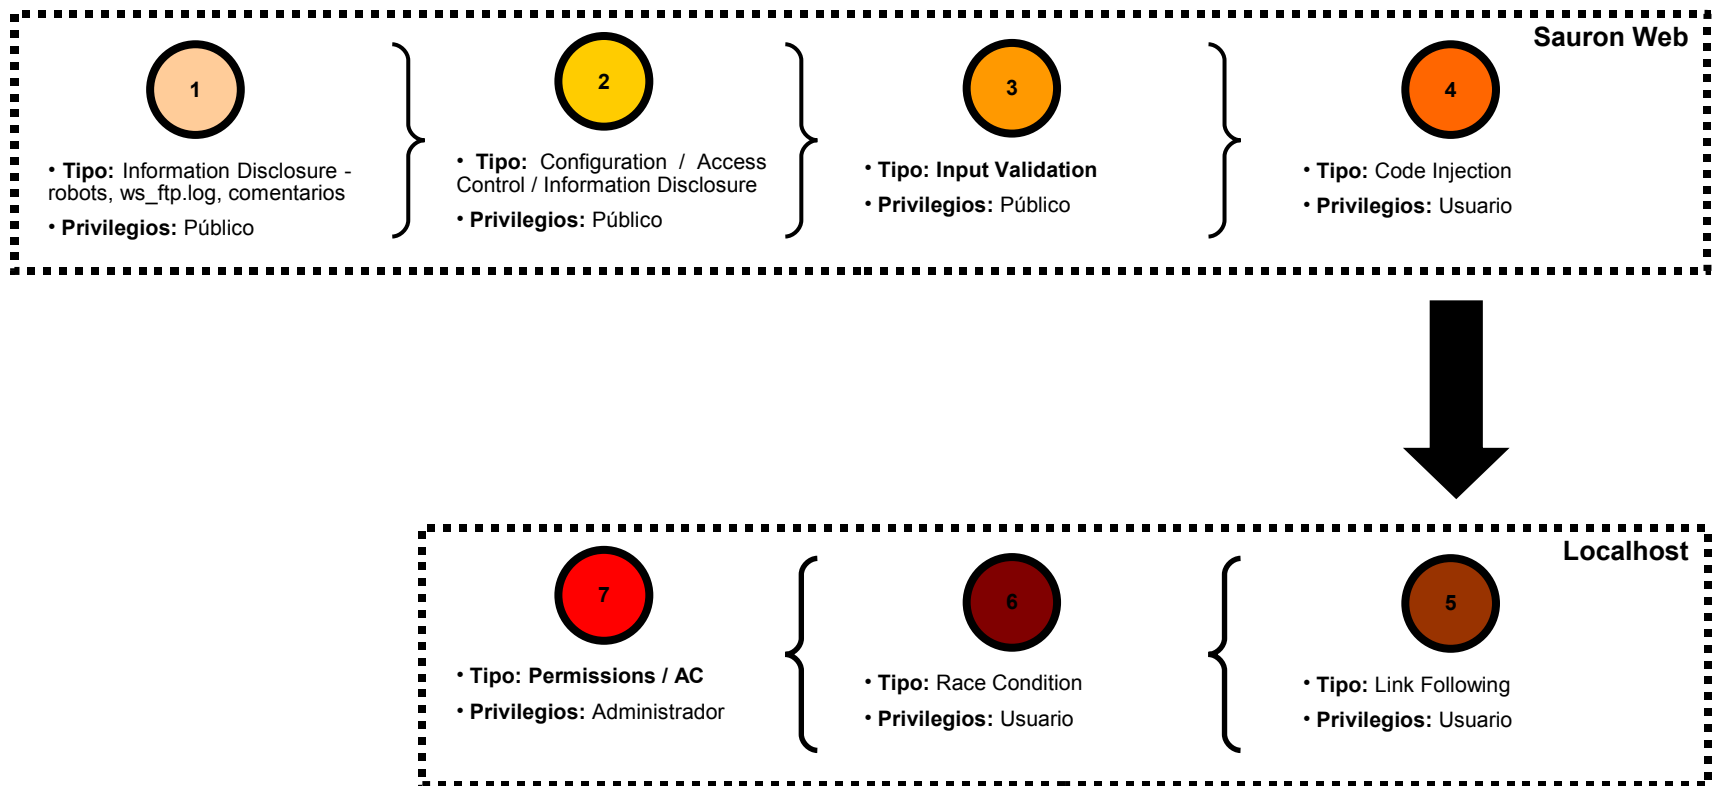 Sauron Web
1
• Tipo: Information Disclosure -
robots, ws_ftp.log, comentarios
• Privilegios: Público
2
• Tipo: Configuration / Access
Control / Information Disclosure
• Privilegios: Público
3
• Tipo: Input Validation
• Privilegios: Público
4
• Tipo: Code Injection
• Privilegios: Usuario
Localhost
7
• Tipo: Permissions / AC
• Privilegios: Administrador
6
• Tipo: Race Condition
• Privilegios: Usuario
5
• Tipo: Link Following
• Privilegios: Usuario